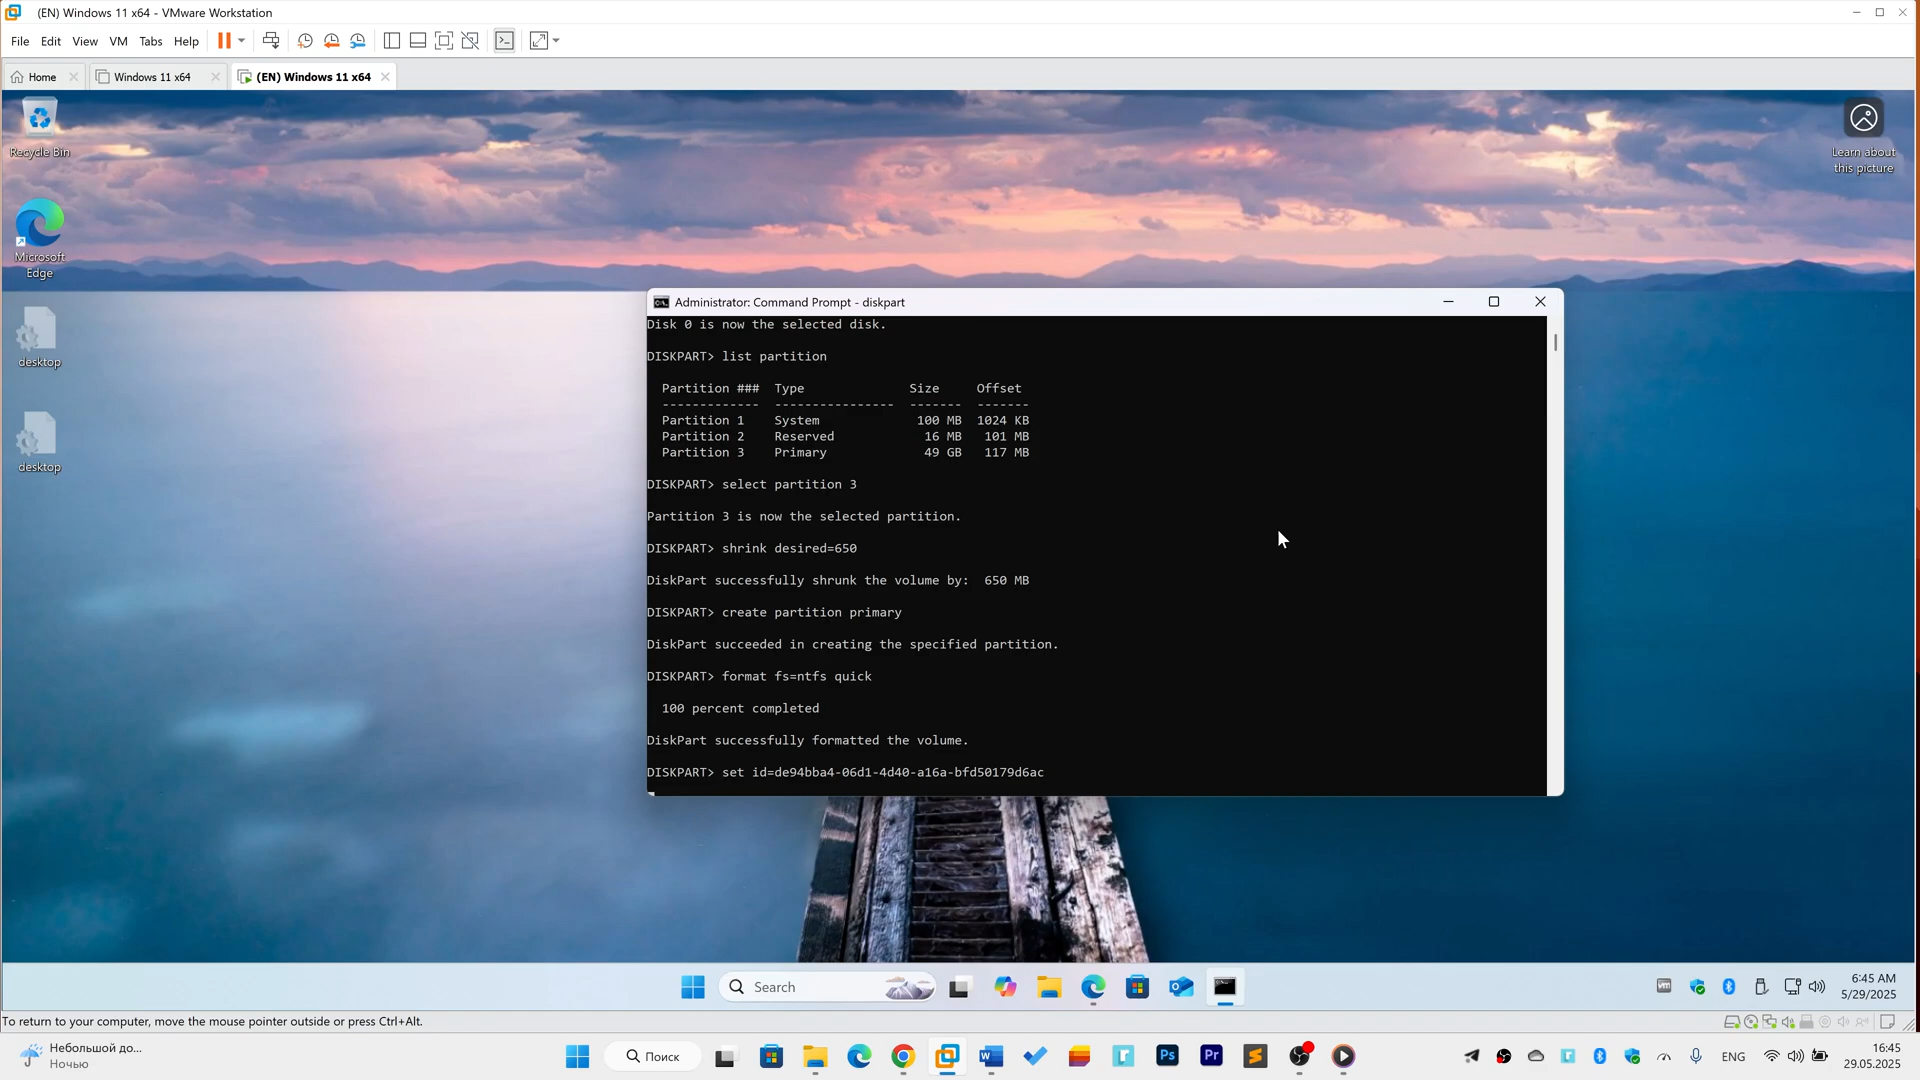 (EN) Windows 11 x64 - VMware Workstation
File Edit View VM Tabs Help
Home Windows 11 x64 (EN) Windows 11 x64
Recycle Bin
Microsoft
Edge
desktop
desktop
Learn about
this picture
Administrator: Command Prompt - diskpart
Disk 0 is now the selected disk.
DISKPART> list partition
Partition ### Type Size Offset
------------- ---------------- ------- -------
Partition 1 System 100 MB 1024 KB
Partition 2 Reserved 16 MB 101 MB
Partition 3 Primary 49 GB 117 MB
DISKPART> select partition 3
Partition 3 is now the selected partition.
DISKPART> shrink desired=650
DiskPart successfully shrunk the volume by: 650 MB
DISKPART> create partition primary
DiskPart succeeded in creating the specified partition.
DISKPART> format fs=ntfs quick
100 percent completed
DiskPart successfully formatted the volume.
DISKPART> set id=de94bba4-06d1-4d40-a16a-bfd50179d6ac
Search
6:45 AM
5/29/2025
To return to your computer, move the mouse pointer outside or press Ctrl+Alt.
Небольшой до...
Ночью
Поиск
Ps
Pr
ENG
16:45
29.05.2025